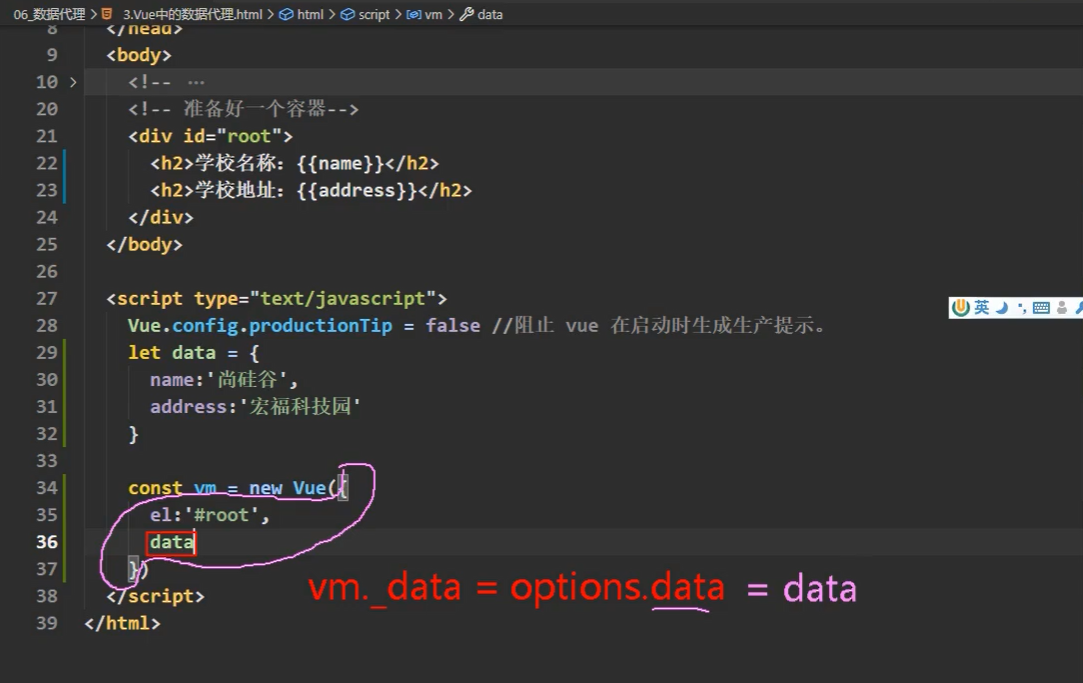 06_数据代理 > 3.Vue中的数据代理.html > html > script > vm > data
8 </head>
9 <body>
10 > <!-- ···
20 <!-- 准备好一个容器-->
21 <div id="root">
22 <h2>学校名称：{{name}}</h2>
23 <h2>学校地址：{{address}}</h2>
24 </div>
25 </body>
26
27 <script type="text/javascript">
28 Vue.config.productionTip = false //阻止 vue 在启动时生成生产提示。
29 let data = {
30 name:'尚硅谷',
31 address:'宏福科技园'
32 }
33
34 const vm = new Vue({
35 el:'#root',
36 data
37 })
38 </script>
39 </html>
英
vm._data = options.data = data